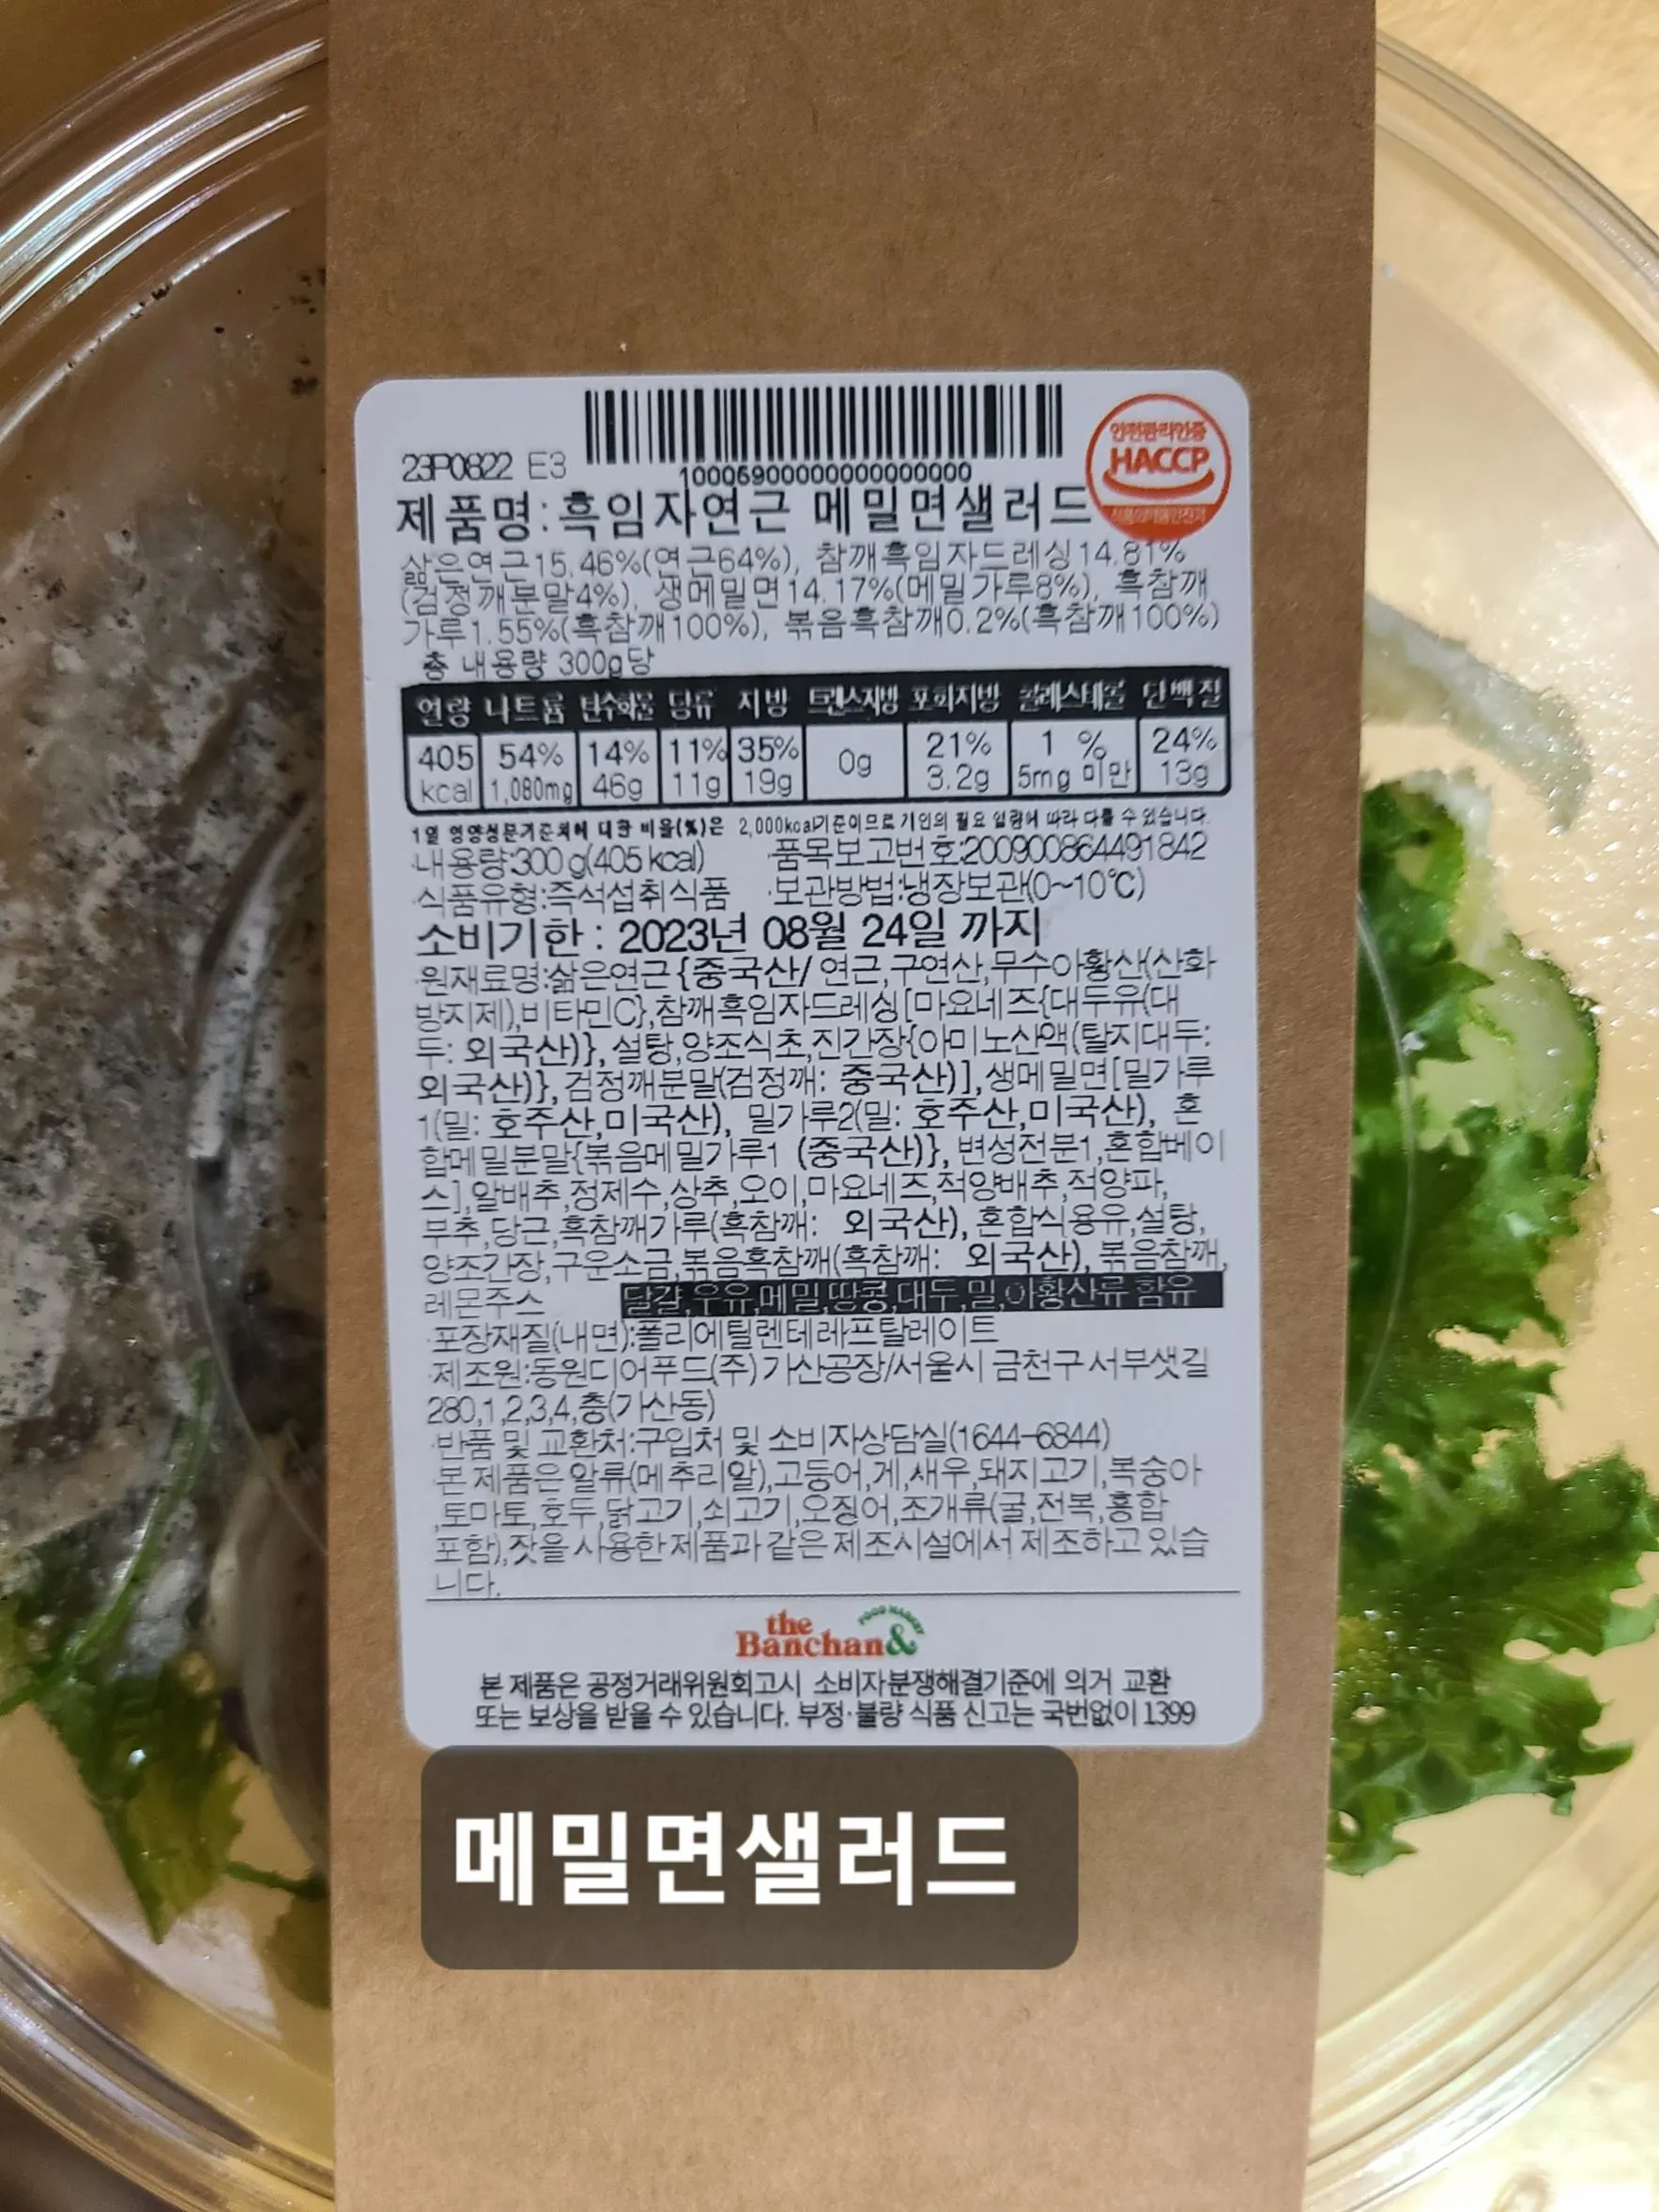 23P0822 E3
10006900000000000000
안전관리인증
HACCP
제품명:흑임자연근 메밀면샐러드
삶은연근15.46%(연근64%), 참깨흑임자드레싱14.81%
(검정깨분말4%), 생메밀면14.17%(메밀가루8%), 흑참깨
가루1.55%(흑참깨100%), 볶음흑참깨0.2%(흑참깨100%)
총 내용량 300g당
열량 나트륨 탄수화물 당류 지방 트랜스지방 포화지방 콜레스테롤 단백질
405 54% 14% 11% 35% 0g 21% 1 % 24%
kcal 1,080mg 46g 11g 19g 3.2g 5mg 미만 13g
1일 영양성분기준치에 대한 비율(%)은 2,000kcal기준이므로 개인의 필요 열량에 따라 다를 수 있습니다.
·내용량:300 g(405 kcal) ·품목보고번호:200900864491842
·식품유형:즉석섭취식품 ·보관방법:냉장보관(0~10℃)
소비기한 : 2023년 08월 24일 까지
·원재료명:삶은연근{중국산/ 연근,구연산,무수아황산(산화
방지제),비타민C},참깨흑임자드레싱[마요네즈{대두유(대
두: 외국산)}, 설탕,양조식초,진간장{아미노산액(탈지대두:
외국산)},검정깨분말(검정깨: 중국산)],생메밀면[밀가루
1(밀: 호주산,미국산), 밀가루2(밀: 호주산,미국산), 혼
합메밀분말{볶음메밀가루1 (중국산)}, 변성전분1,혼합베이
스],알배추,정제수,상추,오이,마요네즈,적양배추,적양파,
부추,당근,흑참깨가루(흑참깨: 외국산), 혼합식용유,설탕,
양조간장,구운소금,볶음흑참깨(흑참깨: 외국산), 볶음참깨,
레몬주스 달걀,우유,메밀,땅콩,대두,밀,아황산류 함유
·포장재질(내면):폴리에틸렌테레프탈레이트
·제조원:동원디어푸드(주) 가산공장/서울시 금천구 서부샛길
280,1,2,3,4,층(가산동)
·반품 및 교환처:구입처 및 소비자상담실(1644-6844)
·본 제품은 알류(메추리알),고등어,게,새우,돼지고기,복숭아
,토마토,호두,닭고기,쇠고기,오징어,조개류(굴,전복,홍합
포함),잣을 사용한 제품과 같은 제조시설에서 제조하고 있습
니다.
the
Banchan&
FOOD MARKET
본 제품은 공정거래위원회고시 소비자분쟁해결기준에 의거 교환
또는 보상을 받을 수 있습니다. 부정·불량 식품 신고는 국번없이 1399
메밀면샐러드